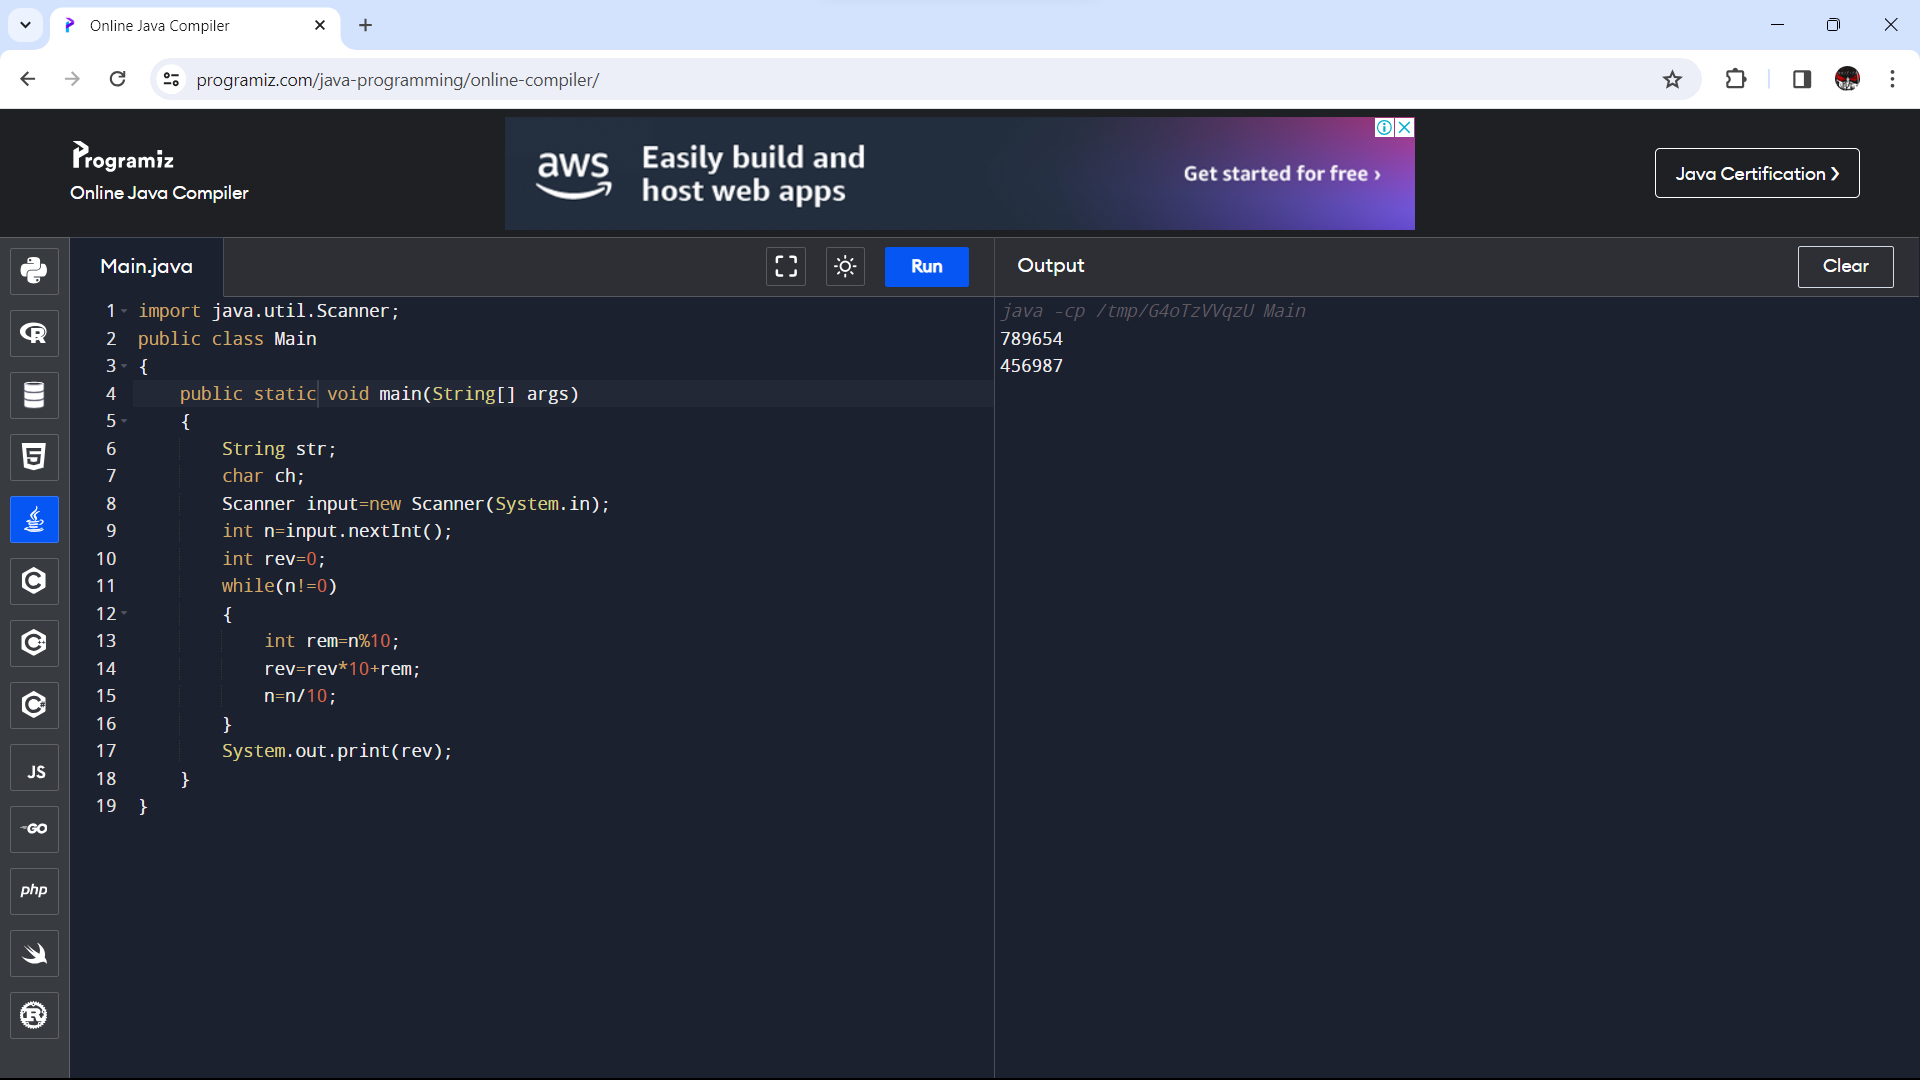 Online Java Compiler
programiz.com/java-programming/online-compiler/
Programiz
Online Java Compiler
aws
Easily build and
host web apps
Get started for free ›
Java Certification ❯
Main.java
Run
Output
Clear
1 import java.util.Scanner;
2 public class Main
3 {
4     public static void main(String[] args)
5     {
6         String str;
7         char ch;
8         Scanner input=new Scanner(System.in);
9         int n=input.nextInt();
10         int rev=0;
11         while(n!=0)
12         {
13             int rem=n%10;
14             rev=rev*10+rem;
15             n=n/10;
16         }
17         System.out.print(rev);
18     }
19 }
java -cp /tmp/G4oTzVVqzU Main
789654
456987
JS
GO
php